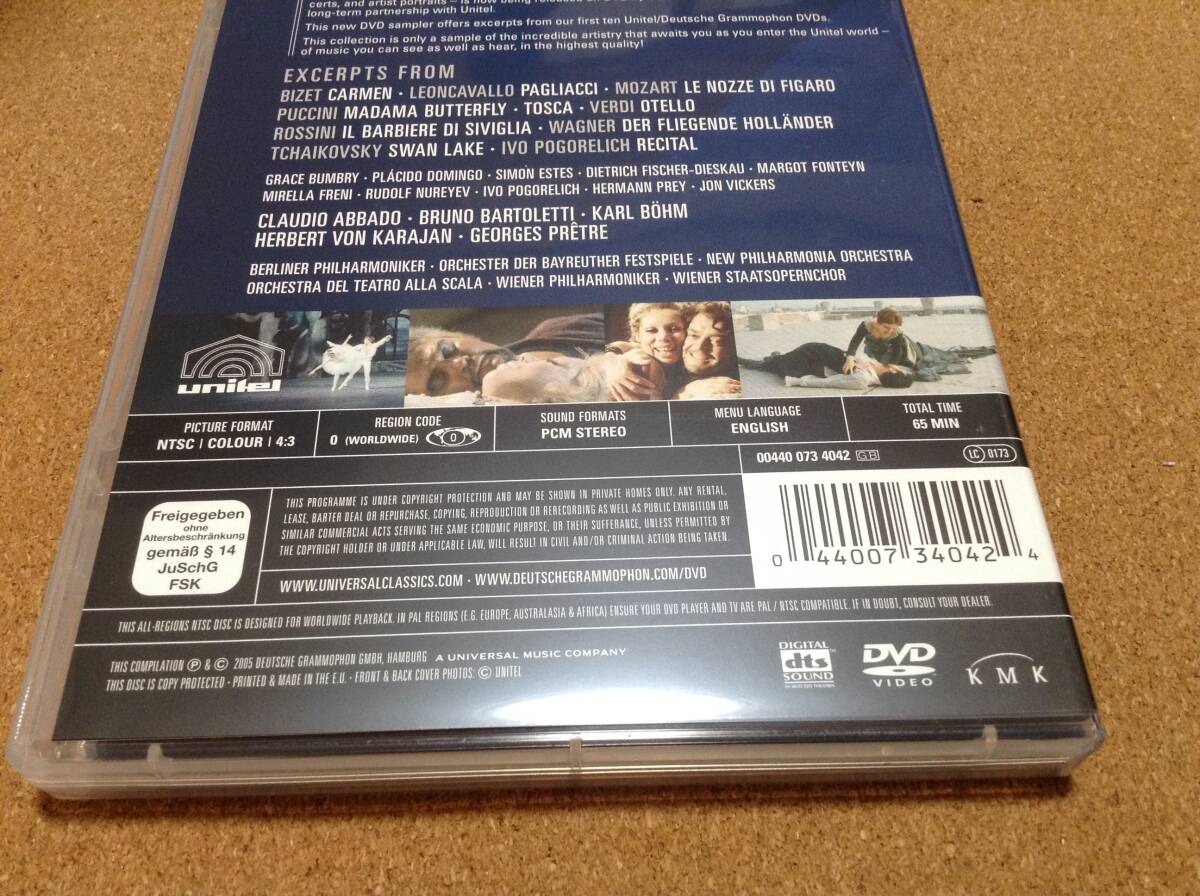 certs, and artist portraits – is now being released on
long-term partnership with Unitel.
This new DVD sampler offers excerpts from our first ten Unitel/Deutsche Grammophon DVDs.
This collection is only a sample of the incredible artistry that awaits you as you enter the Unitel world –
of music you can see as well as hear, in the highest quality!
EXCERPTS FROM
BIZET CARMEN · LEONCAVALLO PAGLIACCI · MOZART LE NOZZE DI FIGARO
PUCCINI MADAMA BUTTERFLY · TOSCA · VERDI OTELLO
ROSSINI IL BARBIERE DI SIVIGLIA · WAGNER DER FLIEGENDE HOLLÄNDER
TCHAIKOVSKY SWAN LAKE · IVO POGORELICH RECITAL
GRACE BUMBRY · PLÁCIDO DOMINGO · SIMON ESTES · DIETRICH FISCHER-DIESKAU · MARGOT FONTEYN
MIRELLA FRENI · RUDOLF NUREYEV · IVO POGORELICH · HERMANN PREY · JON VICKERS
CLAUDIO ABBADO · BRUNO BARTOLETTI · KARL BÖHM
HERBERT VON KARAJAN · GEORGES PRÊTRE
BERLINER PHILHARMONIKER · ORCHESTER DER BAYREUTHER FESTSPIELE · NEW PHILHARMONIA ORCHESTRA
ORCHESTRA DEL TEATRO ALLA SCALA · WIENER PHILHARMONIKER · WIENER STAATSOPERNCHOR
unitel
PICTURE FORMAT
NTSC | COLOUR | 4:3
REGION CODE
0 (WORLDWIDE) 0
SOUND FORMATS
PCM STEREO
MENU LANGUAGE
ENGLISH
TOTAL TIME
65 MIN
00440 073 4042 GB
LC 0173
Freigegeben
ohne
Altersbeschränkung
gemäß § 14
JuSchG
FSK
THIS PROGRAMME IS UNDER COPYRIGHT PROTECTION AND MAY BE SHOWN IN PRIVATE HOMES ONLY. ANY RENTAL,
LEASE, BARTER DEAL OR REPURCHASE, COPYING, REPRODUCTION OR RERECORDING AS WELL AS PUBLIC EXHIBITION OR
SIMILAR COMMERCIAL ACTS SERVING THE SAME ECONOMIC PURPOSE, OR THEIR SUFFERANCE, UNLESS PERMITTED BY
THE COPYRIGHT HOLDER OR UNDER APPLICABLE LAW, WILL RESULT IN CIVIL AND/OR CRIMINAL ACTION BEING TAKEN.
WWW.UNIVERSALCLASSICS.COM · WWW.DEUTSCHEGRAMMOPHON.COM/DVD
0 44007 34042 4
THIS ALL-REGIONS NTSC DISC IS DESIGNED FOR WORLDWIDE PLAYBACK. IN PAL REGIONS (E.G. EUROPE, AUSTRALASIA & AFRICA) ENSURE YOUR DVD PLAYER AND TV ARE PAL / NTSC COMPATIBLE. IF IN DOUBT, CONSULT YOUR DEALER.
THIS COMPILATION ℗ & © 2005 DEUTSCHE GRAMMOPHON GMBH, HAMBURG A UNIVERSAL MUSIC COMPANY
THIS DISC IS COPY PROTECTED · PRINTED & MADE IN THE E.U. · FRONT & BACK COVER PHOTOS: © UNITEL
DIGITAL
dts
SOUND
DVD
VIDEO
KMK